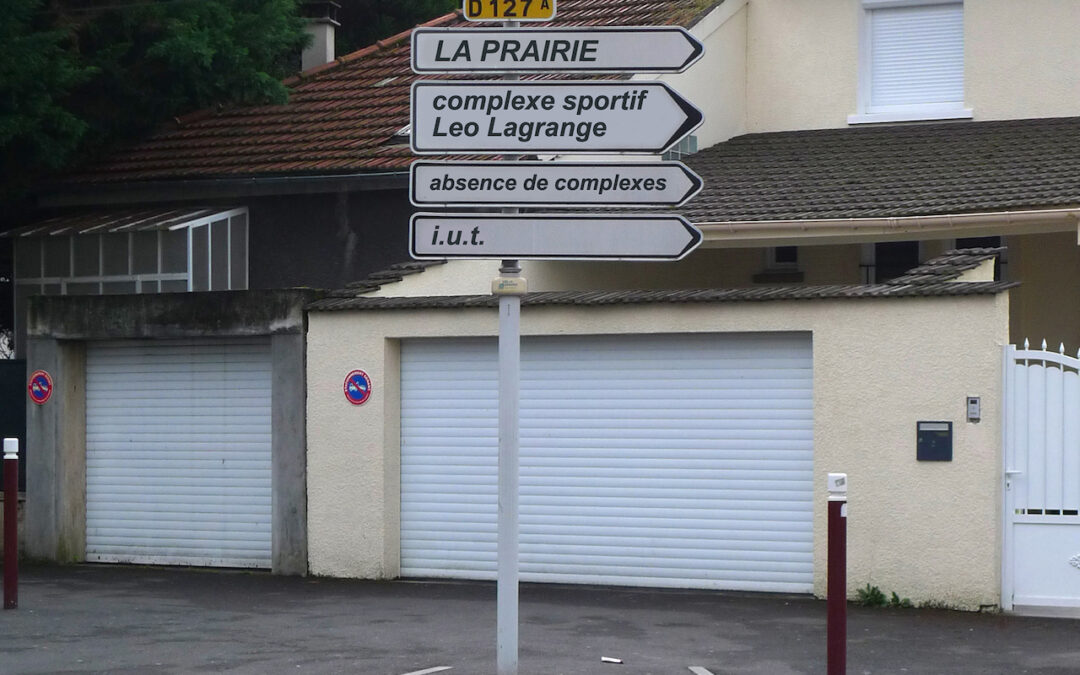 D 127 A
LA PRAIRIE
complexe sportif
Leo Lagrange
absence de complexes
i.u.t.